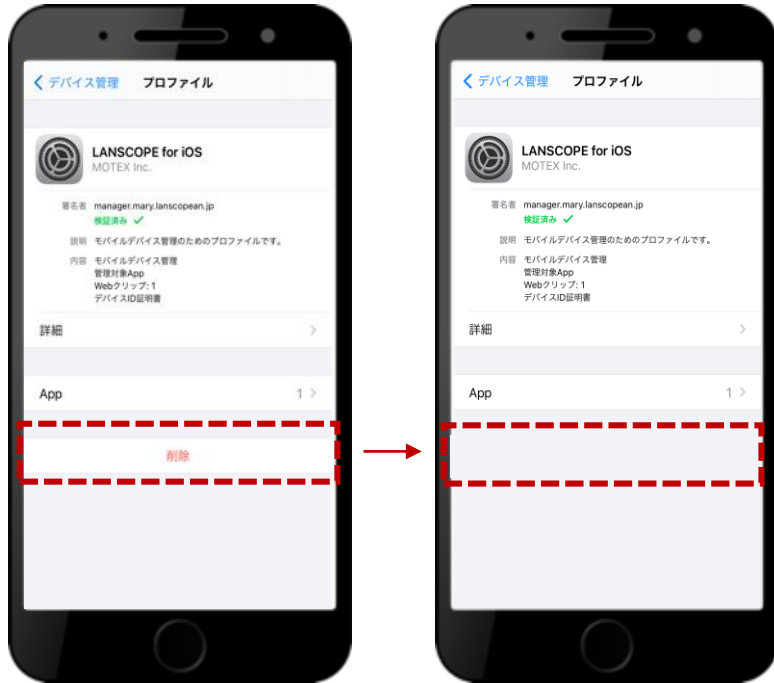 デバイス管理 プロファイル
LANSCOPE for iOS
MOTEX Inc.
署名者 manager.mary.lanscopean.jp
検証済み
説明 モバイルデバイス管理のためのプロファイルです。
内容 モバイルデバイス管理
管理対象App
Webクリップ: 1
デバイスID証明書
詳細
App 1
削除
デバイス管理 プロファイル
LANSCOPE for iOS
MOTEX Inc.
署名者 manager.mary.lanscopean.jp
検証済み
説明 モバイルデバイス管理のためのプロファイルです。
内容 モバイルデバイス管理
管理対象App
Webクリップ: 1
デバイスID証明書
詳細
App 1